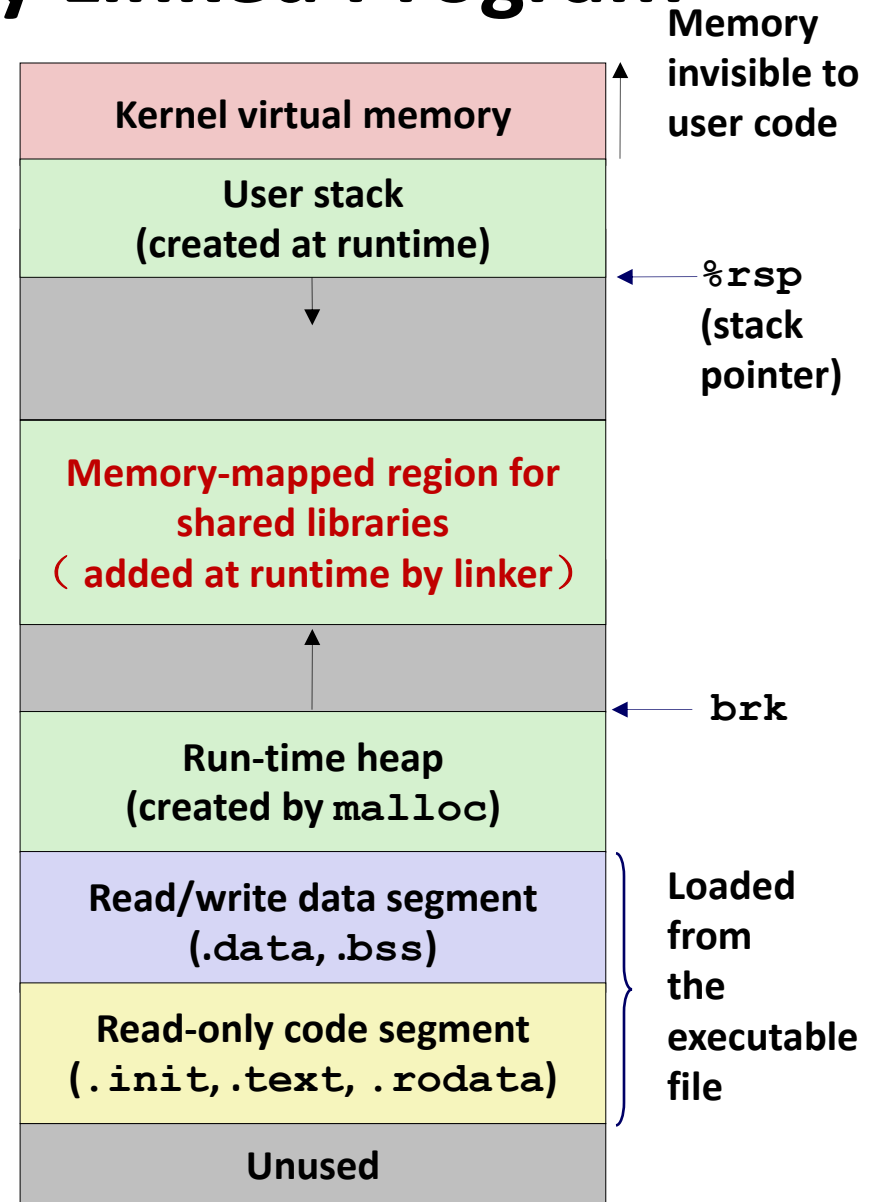 y Linked Program
Memory
invisible to
user code
Kernel virtual memory
User stack
(created at runtime)
%rsp
(stack
pointer)
Memory-mapped region for
shared libraries
（ added at runtime by linker）
brk
Run-time heap
(created by malloc)
Read/write data segment
(.data, .bss)
Loaded
from
the
executable
file
Read-only code segment
(.init, .text, .rodata)
Unused